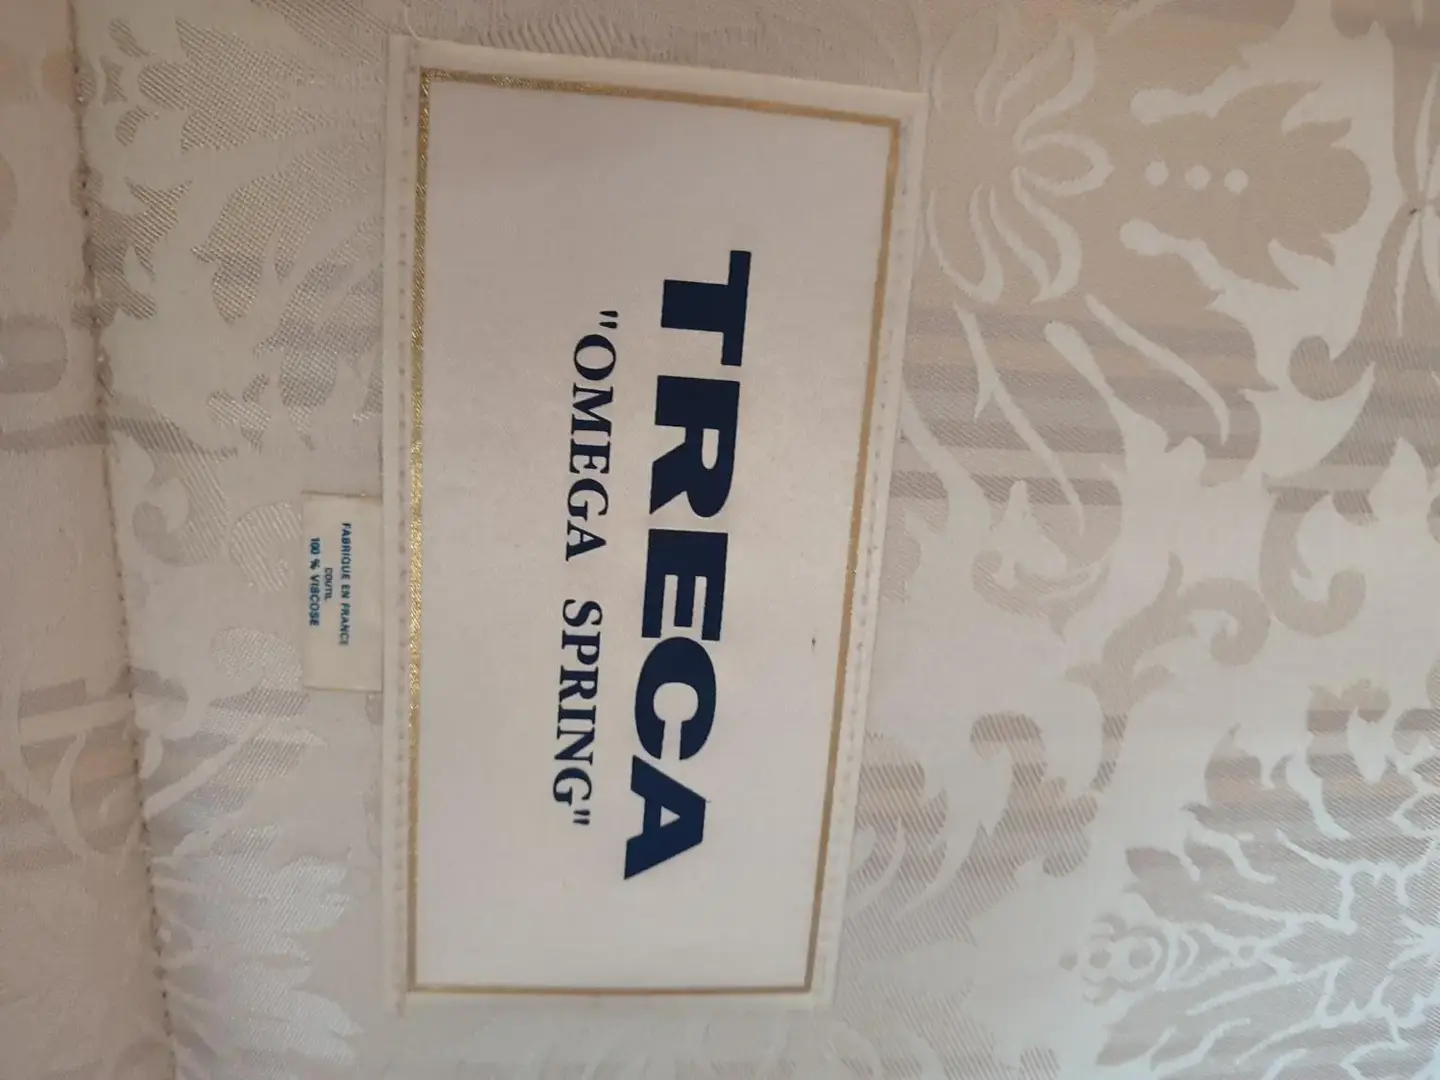 TRECA
"OMEGA SPRING"
FABRIQUE EN FRANCE
COUTIL
100 % VISCOSE